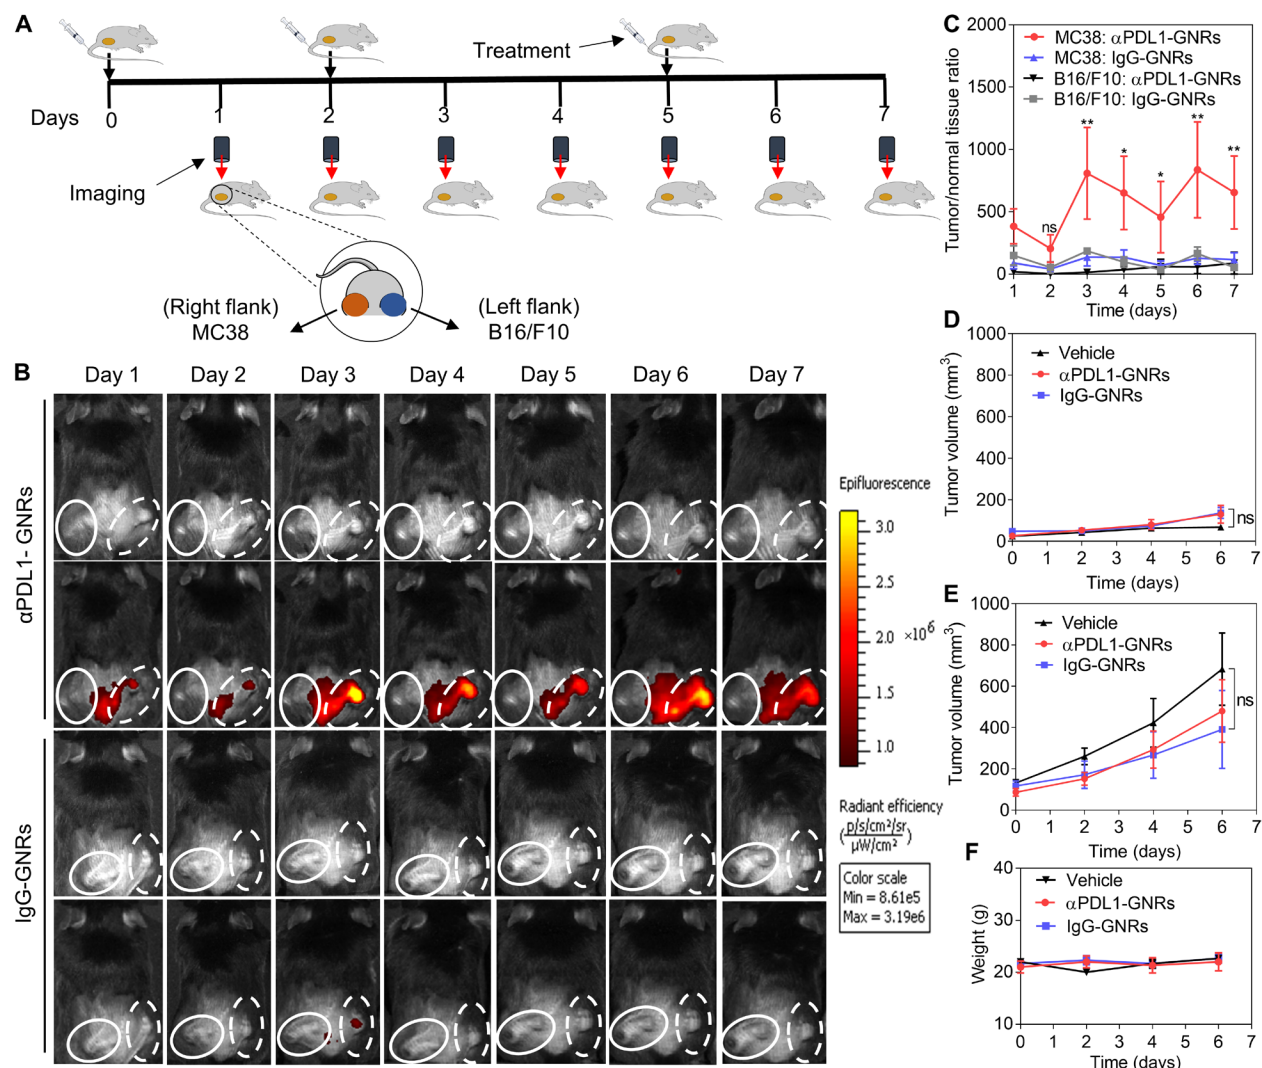 A
Treatment
Days
0
1
2
3
4
5
6
7
Imaging
(Right flank)
MC38
(Left flank)
B16/F10
B
Day 1
Day 2
Day 3
Day 4
Day 5
Day 6
Day 7
αPDL1- GNRs
IgG-GNRs
Epifluorescence
3.0
2.5
2.0
×10⁶
1.5
1.0
Radiant efficiency
(p/s/cm²/sr
μW/cm²)
Color scale
Min = 8.61e5
Max = 3.19e6
C
Tumor/normal tissue ratio
2000
1500
1000
500
0
MC38: αPDL1-GNRs
MC38: IgG-GNRs
B16/F10: αPDL1-GNRs
B16/F10: IgG-GNRs
ns
**
*
*
**
**
1 2 3 4 5 6 7
Time (days)
D
Tumor volume (mm³)
1000
800
600
400
200
0
Vehicle
αPDL1-GNRs
IgG-GNRs
ns
0 1 2 3 4 5 6 7
Time (days)
E
Tumor volume (mm³)
1000
800
600
400
200
0
Vehicle
αPDL1-GNRs
IgG-GNRs
ns
0 1 2 3 4 5 6 7
Time (days)
F
Weight (g)
40
30
20
10
Vehicle
αPDL1-GNRs
IgG-GNRs
0 1 2 3 4 5 6 7
Time (days)